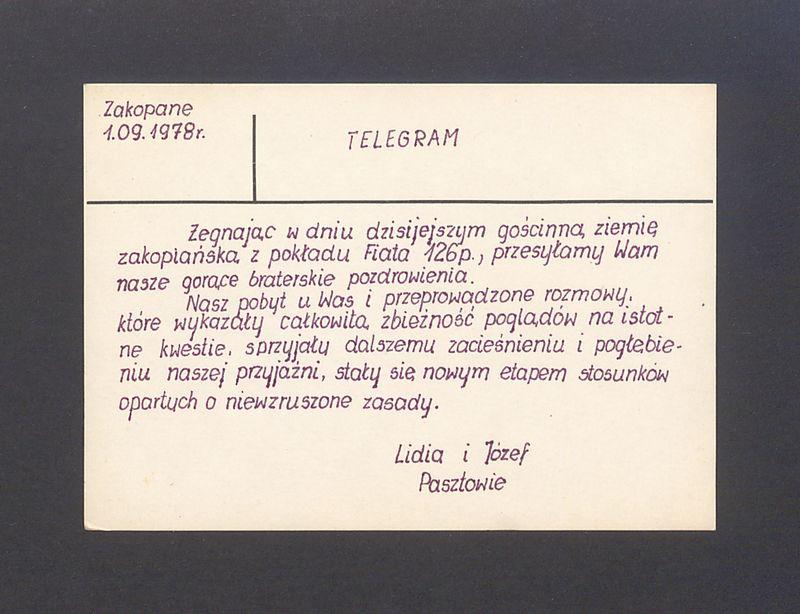 Zakopane
1.09.1978r.
TELEGRAM
Żegnając w dniu dzisijejszym gościnną ziemię
zakopiańską z pokładu Fiata 126p., przesyłamy Wam
nasze gorące braterskie pozdrowienia.
Nasz pobyt u Was i przeprowadzone rozmowy,
które wykazały całkowitą zbieżność poglądów na istot-
ne kwestie, sprzyjały dalszemu zacieśnieniu i pogłębie-
niu naszej przyjaźni, stały się nowym etapem stosunków
opartych o niewzruszone zasady.
Lidia i Józef
Pasztowie